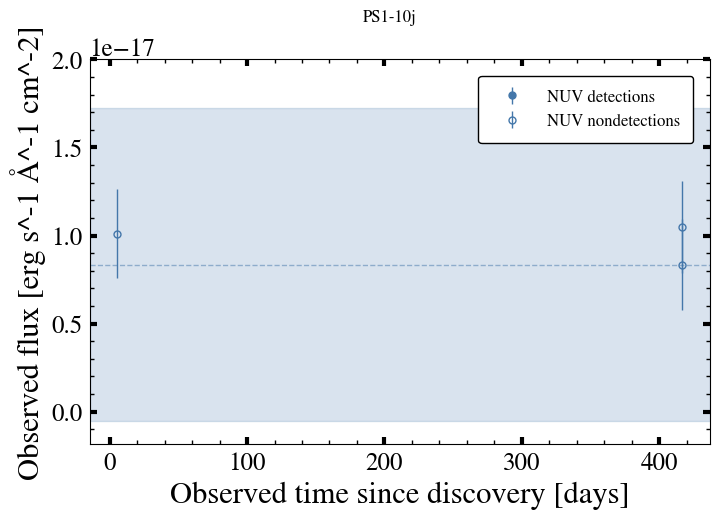 PS1-10j
1e−17
2.0
1.5
1.0
0.5
0.0
Observed flux [erg s^-1 Å^-1 cm^-2]
NUV detections
NUV nondetections
0 100 200 300 400
Observed time since discovery [days]